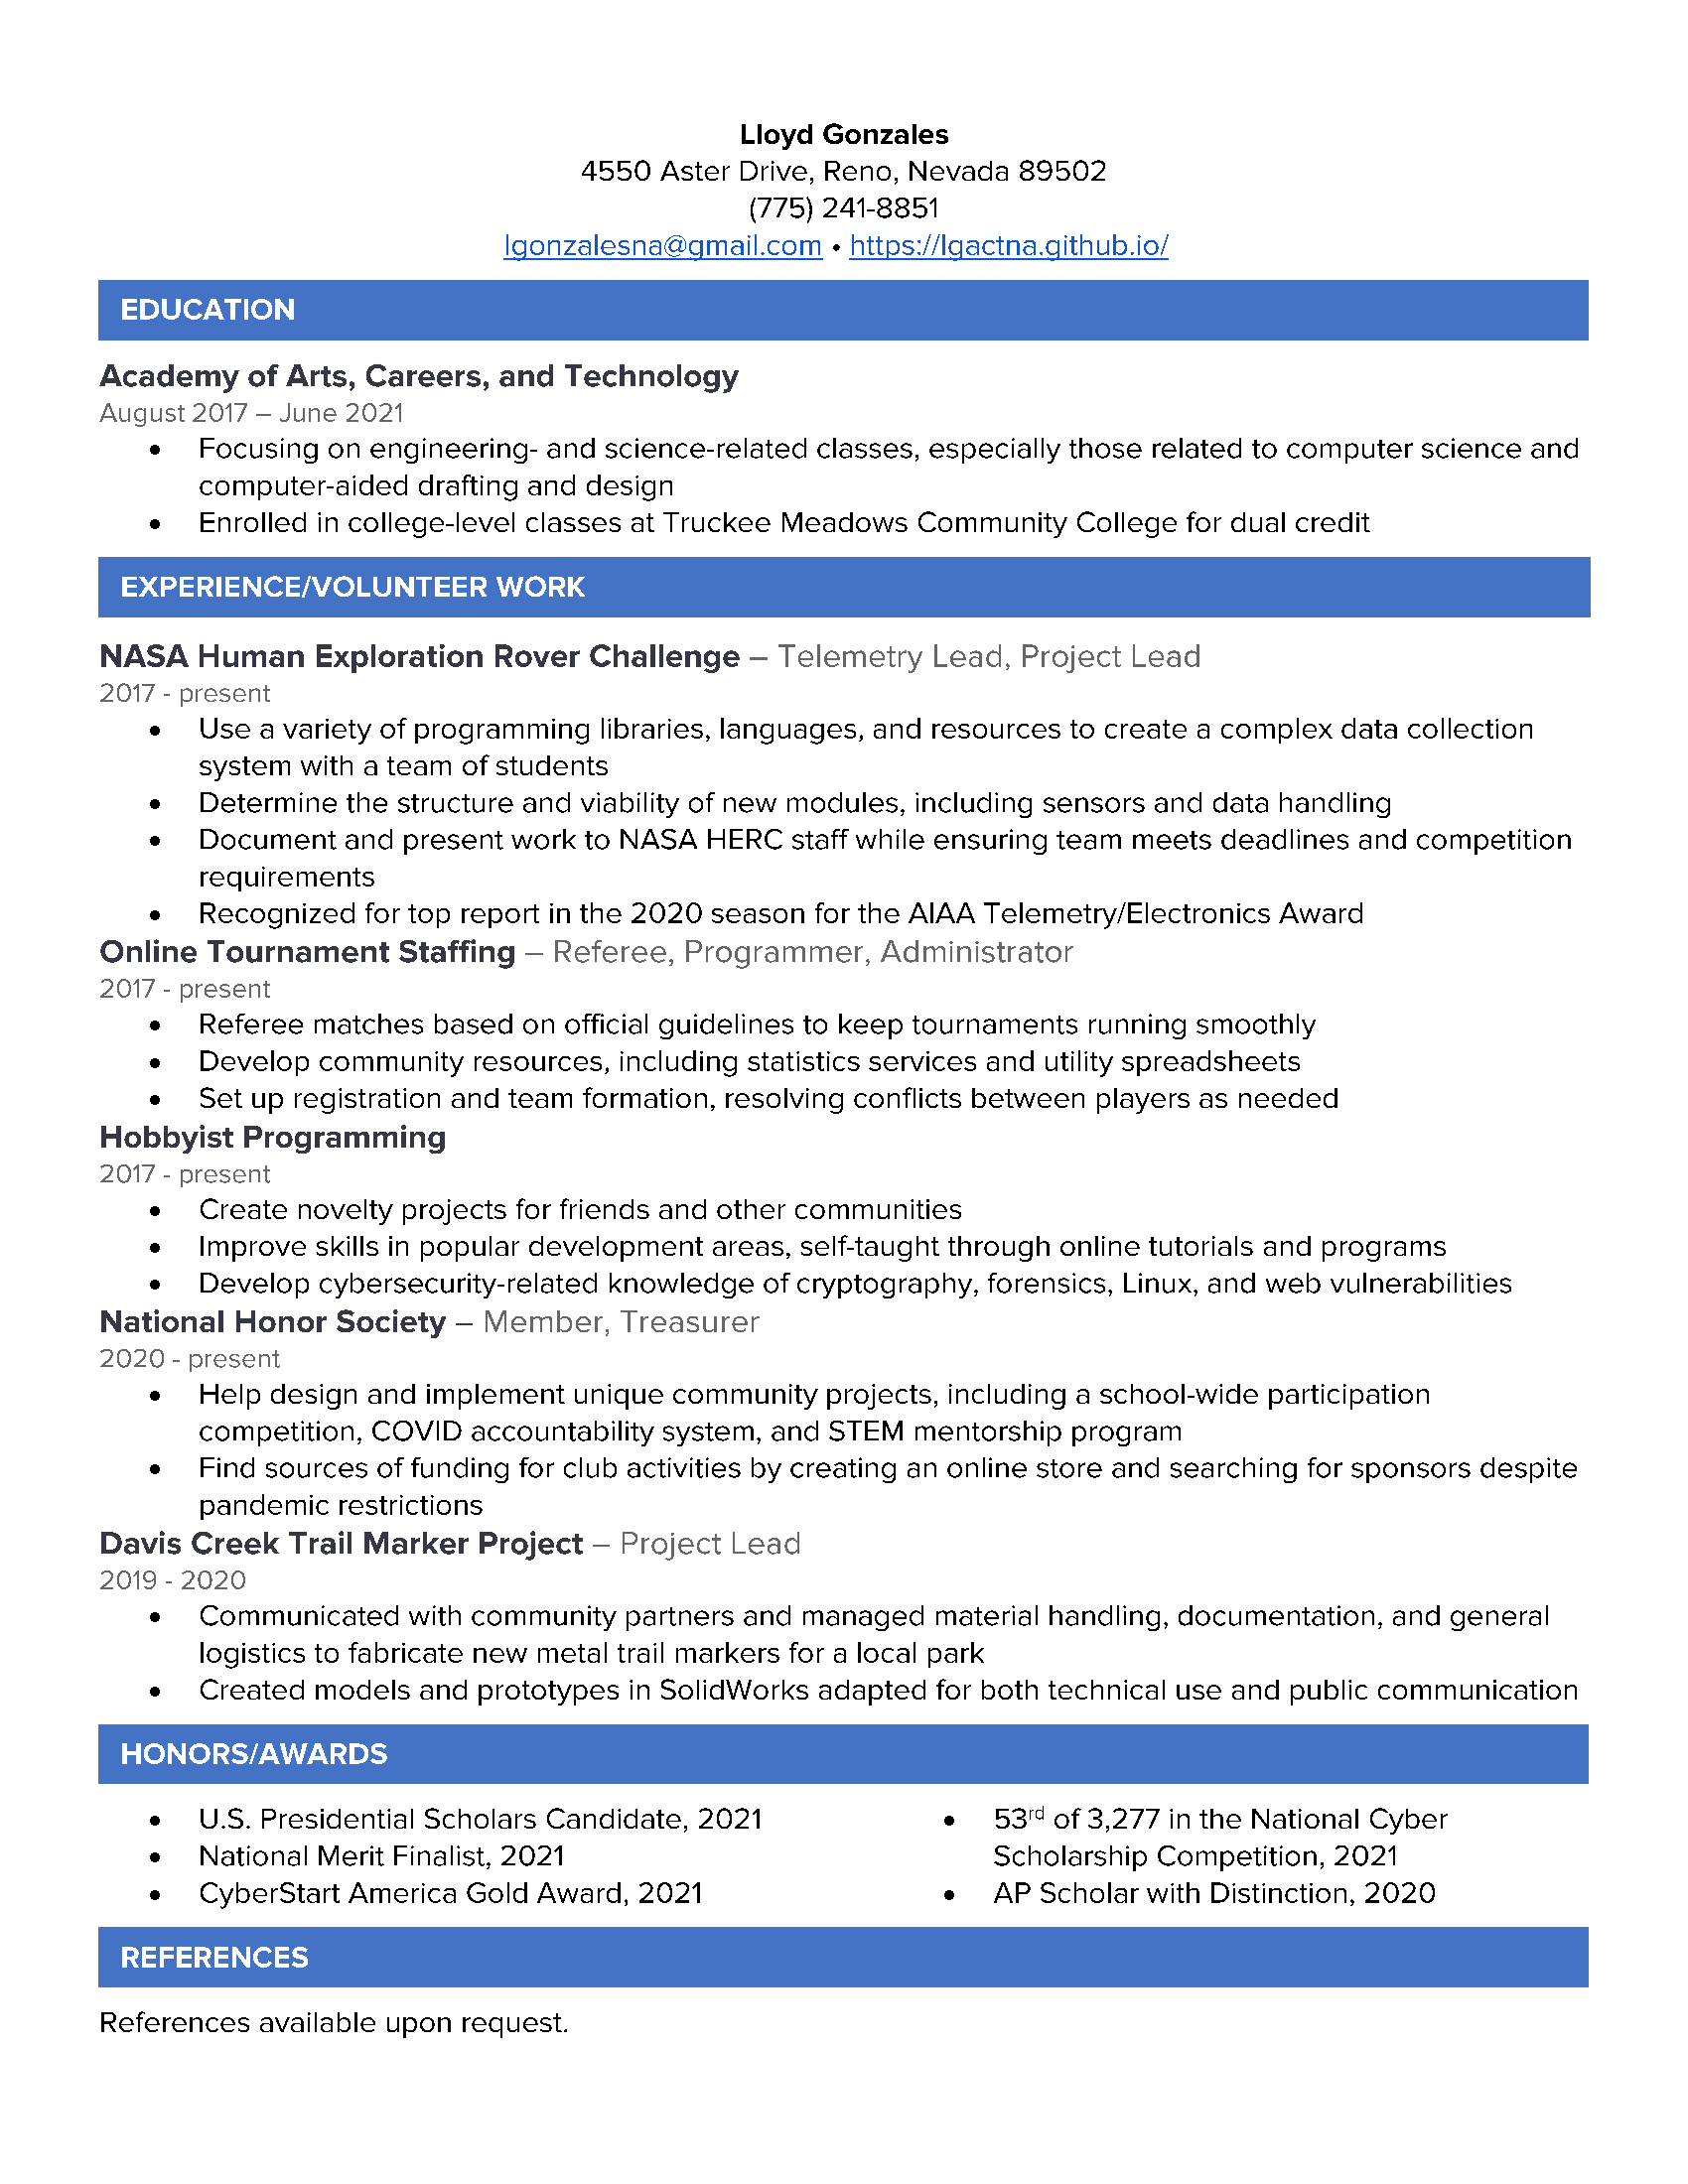 Lloyd Gonzales
4550 Aster Drive, Reno, Nevada 89502
(775) 241-8851
lgonzalesna@gmail.com • https://lgactna.github.io/
EDUCATION
Academy of Arts, Careers, and Technology
August 2017 – June 2021
• Focusing on engineering- and science-related classes, especially those related to computer science and
computer-aided drafting and design
• Enrolled in college-level classes at Truckee Meadows Community College for dual credit
EXPERIENCE/VOLUNTEER WORK
NASA Human Exploration Rover Challenge – Telemetry Lead, Project Lead
2017 - present
• Use a variety of programming libraries, languages, and resources to create a complex data collection
system with a team of students
• Determine the structure and viability of new modules, including sensors and data handling
• Document and present work to NASA HERC staff while ensuring team meets deadlines and competition
requirements
• Recognized for top report in the 2020 season for the AIAA Telemetry/Electronics Award
Online Tournament Staffing – Referee, Programmer, Administrator
2017 - present
• Referee matches based on official guidelines to keep tournaments running smoothly
• Develop community resources, including statistics services and utility spreadsheets
• Set up registration and team formation, resolving conflicts between players as needed
Hobbyist Programming
2017 - present
• Create novelty projects for friends and other communities
• Improve skills in popular development areas, self-taught through online tutorials and programs
• Develop cybersecurity-related knowledge of cryptography, forensics, Linux, and web vulnerabilities
National Honor Society – Member, Treasurer
2020 - present
• Help design and implement unique community projects, including a school-wide participation
competition, COVID accountability system, and STEM mentorship program
• Find sources of funding for club activities by creating an online store and searching for sponsors despite
pandemic restrictions
Davis Creek Trail Marker Project – Project Lead
2019 - 2020
• Communicated with community partners and managed material handling, documentation, and general
logistics to fabricate new metal trail markers for a local park
• Created models and prototypes in SolidWorks adapted for both technical use and public communication
HONORS/AWARDS
• U.S. Presidential Scholars Candidate, 2021
• National Merit Finalist, 2021
• CyberStart America Gold Award, 2021
• 53rd of 3,277 in the National Cyber
Scholarship Competition, 2021
• AP Scholar with Distinction, 2020
REFERENCES
References available upon request.